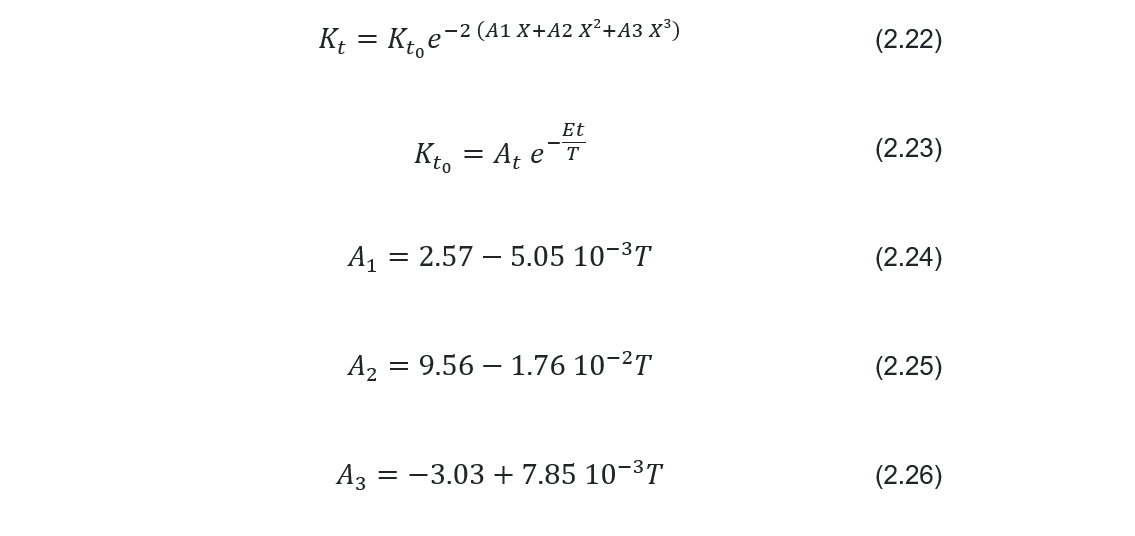 K_t = K_{t_0} e^{-2 (A1 X+A2 X^2+A3 X^3)} (2.22)
K_{t_0} = A_t e^{-\frac{Et}{T}} (2.23)
A_1 = 2.57 − 5.05 10^{−3}T (2.24)
A_2 = 9.56 − 1.76 10^{−2}T (2.25)
A_3 = −3.03 + 7.85 10^{−3}T (2.26)